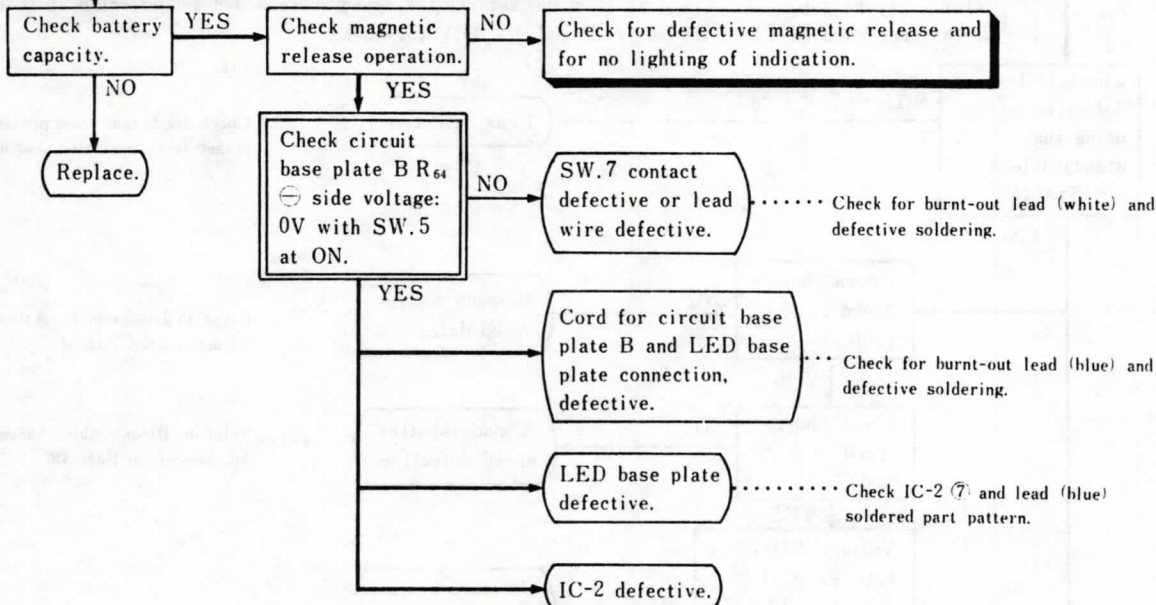 Check battery
capacity.
YES
Check magnetic
release operation.
NO
Check for defective magnetic release and
for no lighting of indication.
NO
YES
Replace.
Check circuit
base plate B R₆₄
⊖ side voltage:
0V with SW.5
at ON.
NO
SW.7 contact
defective or lead
wire defective.
Check for burnt-out lead (white) and
defective soldering.
YES
Cord for circuit base
plate B and LED base
plate connection,
defective.
Check for burnt-out lead (blue) and
defective soldering.
LED base plate
defective.
Check IC-2 ⑦ and lead (blue)
soldered part pattern.
IC-2 defective.